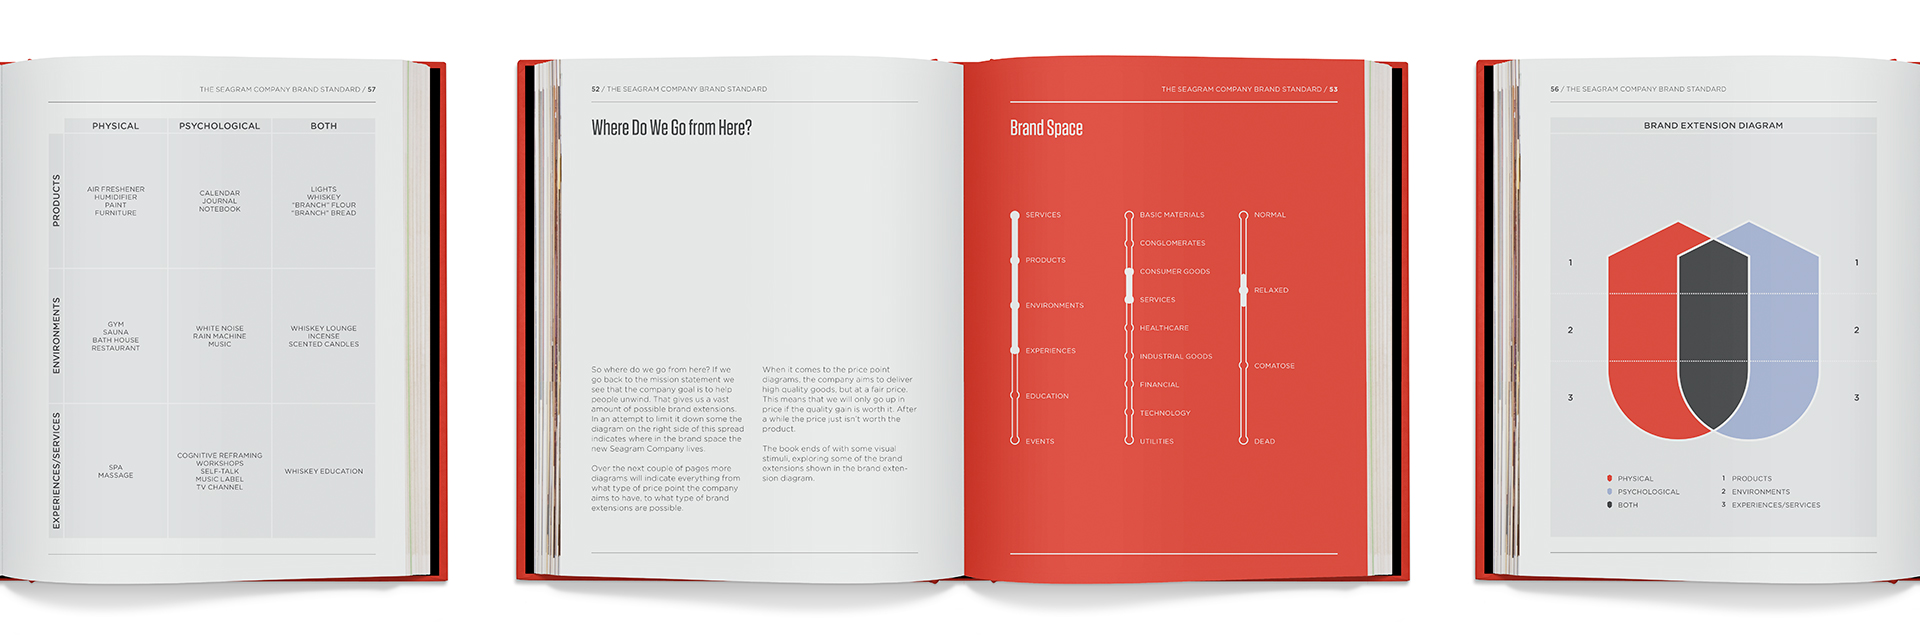 THE SEAGRAM COMPANY BRAND STANDARD / 57
PHYSICAL PSYCHOLOGICAL BOTH
PRODUCTS
AIR FRESHENER
HUMIDIFIER
PAINT
FURNITURE
CALENDAR
JOURNAL
NOTEBOOK
LIGHTS
WHISKEY
"BRANCH" FLOUR
"BRANCH" BREAD
ENVIRONMENTS
GYM
SAUNA
BATH HOUSE
RESTAURANT
WHITE NOISE
RAIN MACHINE
MUSIC
WHISKEY LOUNGE
INCENSE
SCENTED CANDLES
EXPERIENCES/SERVICES
SPA
MASSAGE
COGNITIVE REFRAMING
WORKSHOPS
SELF-TALK
MUSIC LABEL
TV CHANNEL
WHISKEY EDUCATION
52 / THE SEAGRAM COMPANY BRAND STANDARD
Where Do We Go from Here?
So where do we go from here? If we
go back to the mission statement we
see that the company goal is to help
people unwind. That gives us a vast
amount of possible brand extensions.
In an attempt to limit it down some the
diagram on the right side of this spread
indicates where in the brand space the
new Seagram Company lives.
Over the next couple of pages more
diagrams will indicate everything from
what type of price point the company
aims to have, to what type of brand
extensions are possible.
When it comes to the price point
diagrams, the company aims to deliver
high quality goods, but at a fair price.
This means that we will only go up in
price if the quality gain is worth it. After
a while the price just isn't worth the
product.
The book ends of with some visual
stimuli, exploring some of the brand
extensions shown in the brand exten-
sion diagram.
THE SEAGRAM COMPANY BRAND STANDARD / 53
Brand Space
SERVICES
PRODUCTS
ENVIRONMENTS
EXPERIENCES
EDUCATION
EVENTS
BASIC MATERIALS
CONGLOMERATES
CONSUMER GOODS
SERVICES
HEALTHCARE
INDUSTRIAL GOODS
FINANCIAL
TECHNOLOGY
UTILITIES
NORMAL
RELAXED
COMATOSE
DEAD
56 / THE SEAGRAM COMPANY BRAND STANDARD
BRAND EXTENSION DIAGRAM
1 1
2 2
3 3
PHYSICAL
PSYCHOLOGICAL
BOTH
1 PRODUCTS
2 ENVIRONMENTS
3 EXPERIENCES/SERVICES